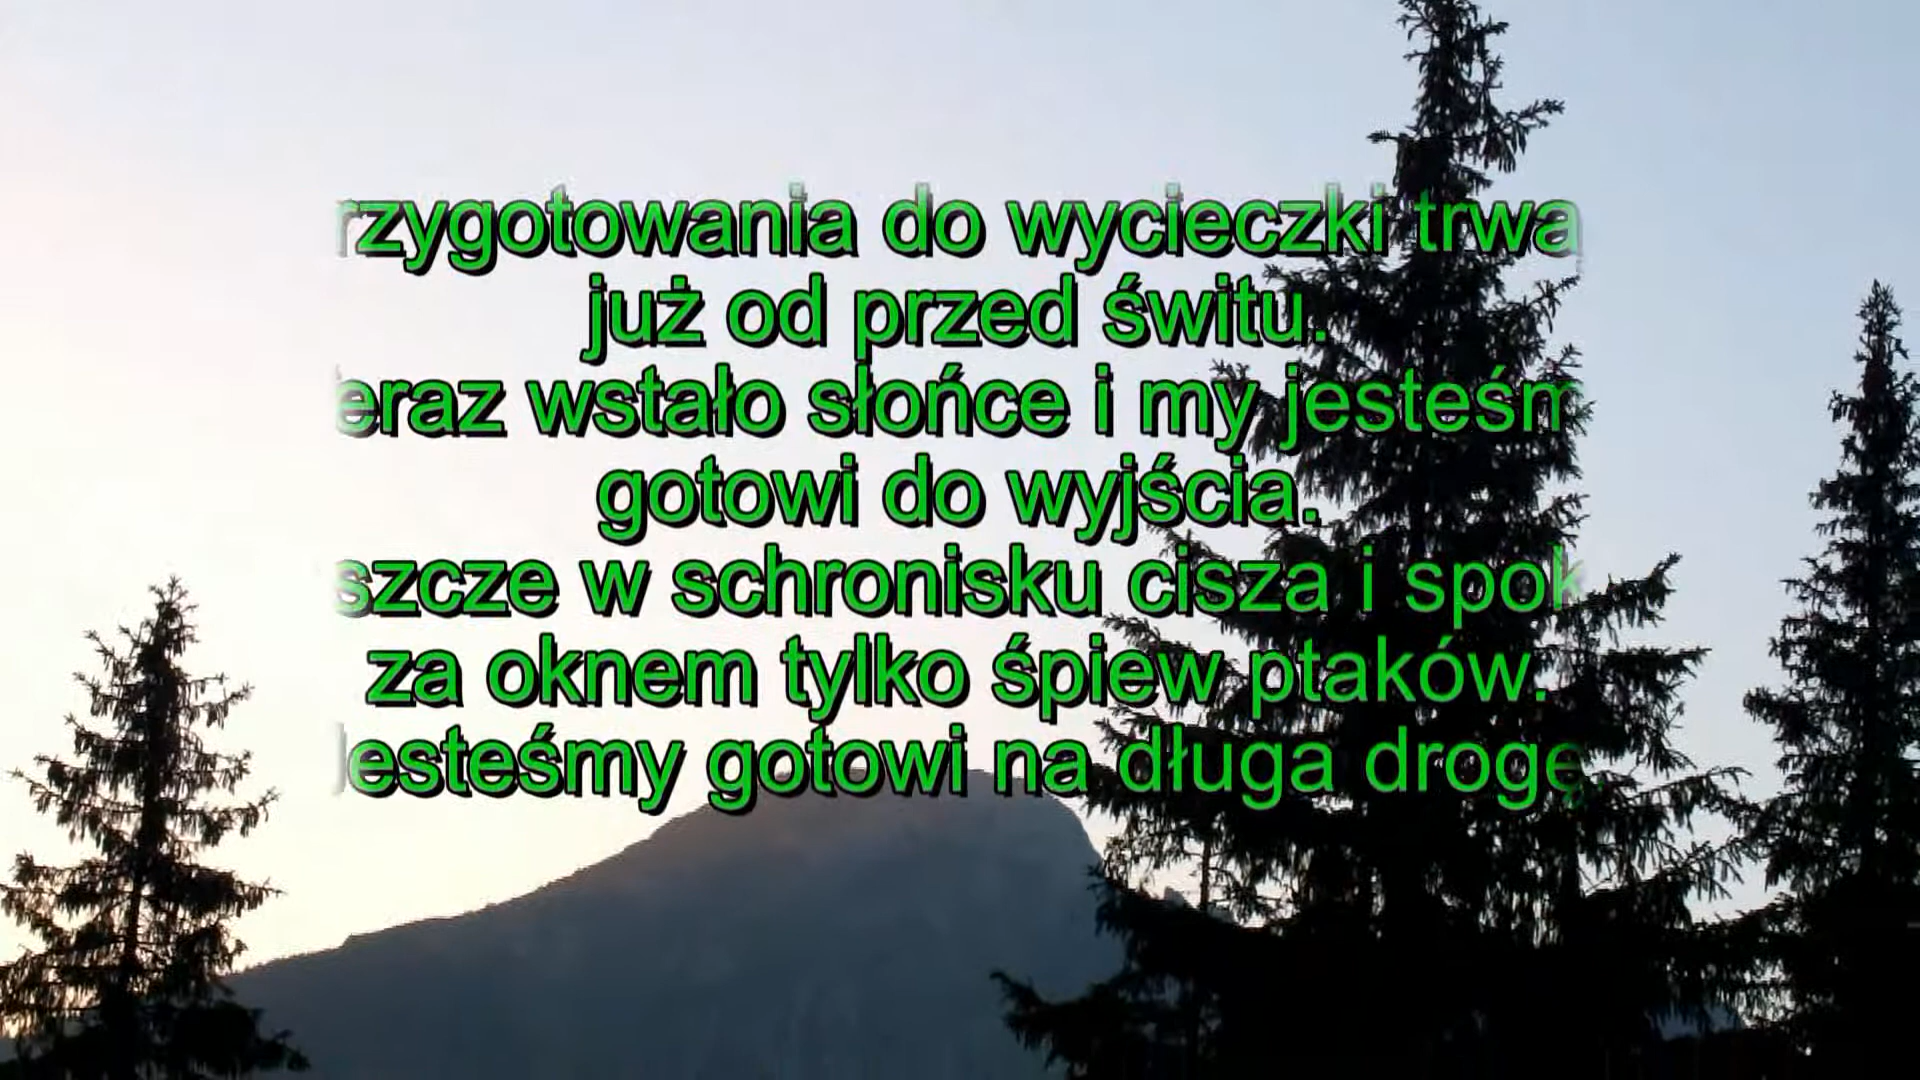 rzygotowania do wycieczki trwa
już od przed świtu.
eraz wstało słońce i my jesteśm
gotowi do wyjścia.
szcze w schronisku cisza i spok
za oknem tylko śpiew ptaków.
Jesteśmy gotowi na długa drogę